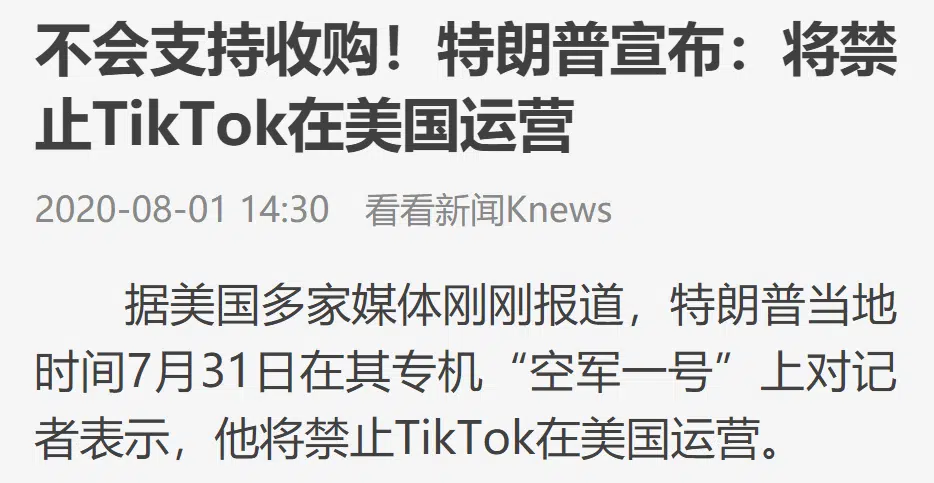 不会支持收购！特朗普宣布：将禁
止TikTok在美国运营
2020-08-01 14:30 看看新闻Knews
据美国多家媒体刚刚报道，特朗普当地
时间7月31日在其专机“空军一号”上对记
者表示，他将禁止TikTok在美国运营。